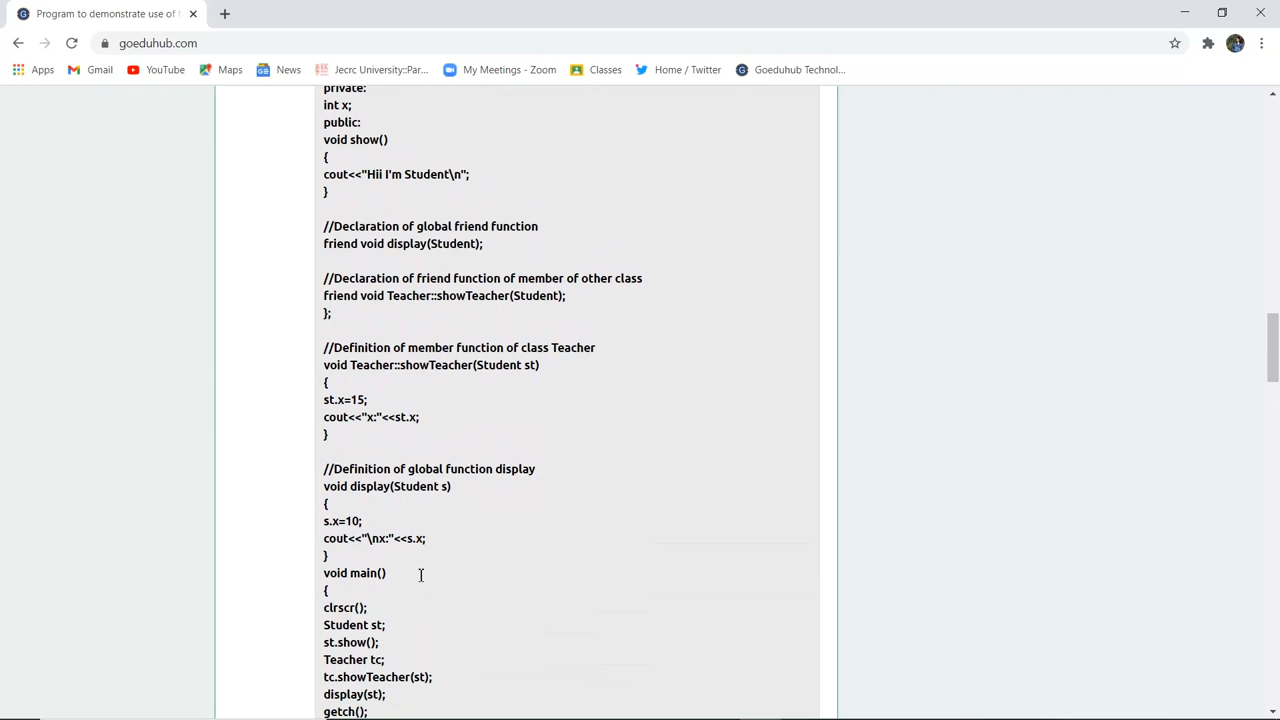 Program to demonstrate use of
goeduhub.com
Apps Gmail YouTube Maps News Jecrc University::Par... My Meetings - Zoom Classes Home / Twitter Goeduhub Technol...
private:
int x;
public:
void show()
{
cout<<"Hii I'm Student\n";
}
//Declaration of global friend function
friend void display(Student);
//Declaration of friend function of member of other class
friend void Teacher::showTeacher(Student);
};
//Definition of member function of class Teacher
void Teacher::showTeacher(Student st)
{
st.x=15;
cout<<"x:"<<st.x;
}
//Definition of global function display
void display(Student s)
{
s.x=10;
cout<<"\nx:"<<s.x;
}
void main()
{
clrscr();
Student st;
st.show();
Teacher tc;
tc.showTeacher(st);
display(st);
getch();